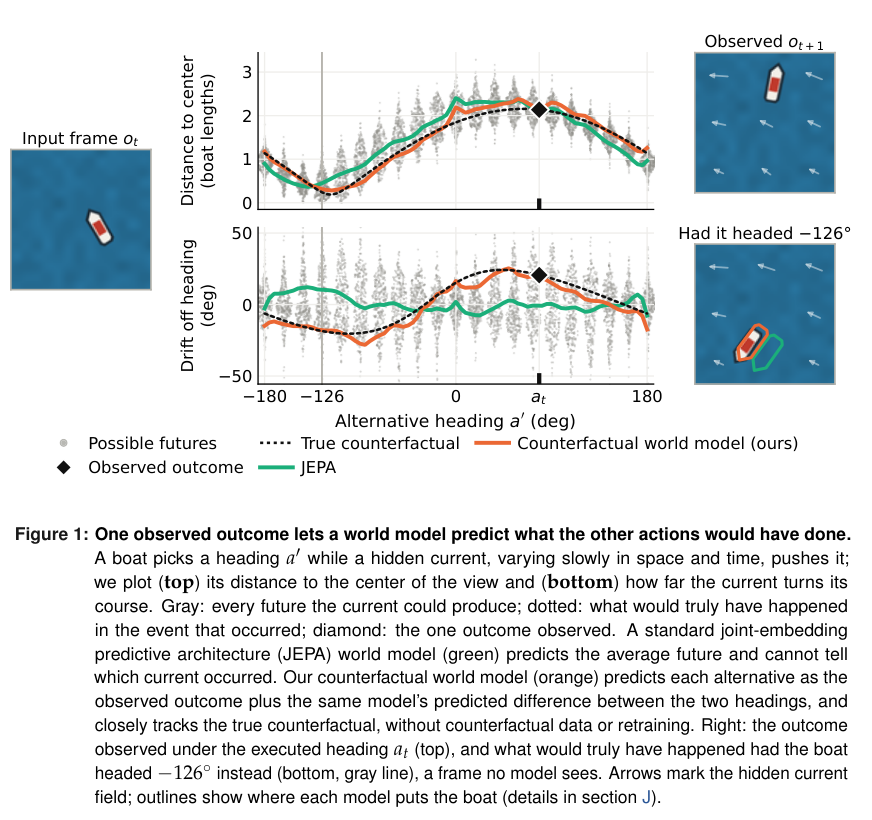 Observed o_{t+1}
Distance to center
(boat lengths)
3
2
1
0
Input frame o_t
Drift off heading
(deg)
50
0
−50
Had it headed −126°
−180
−126
0
a_t
180
Alternative heading a′ (deg)
Possible futures
True counterfactual
Counterfactual world model (ours)
Observed outcome
JEPA
Figure 1: One observed outcome lets a world model predict what the other actions would have done.
A boat picks a heading a′ while a hidden current, varying slowly in space and time, pushes it;
we plot (top) its distance to the center of the view and (bottom) how far the current turns its
course. Gray: every future the current could produce; dotted: what would truly have happened
in the event that occurred; diamond: the one outcome observed. A standard joint-embedding
predictive architecture (JEPA) world model (green) predicts the average future and cannot tell
which current occurred. Our counterfactual world model (orange) predicts each alternative as the
observed outcome plus the same model's predicted difference between the two headings, and
closely tracks the true counterfactual, without counterfactual data or retraining. Right: the outcome
observed under the executed heading a_t (top), and what would truly have happened had the boat
headed −126° instead (bottom, gray line), a frame no model sees. Arrows mark the hidden current
field; outlines show where each model puts the boat (details in section J).